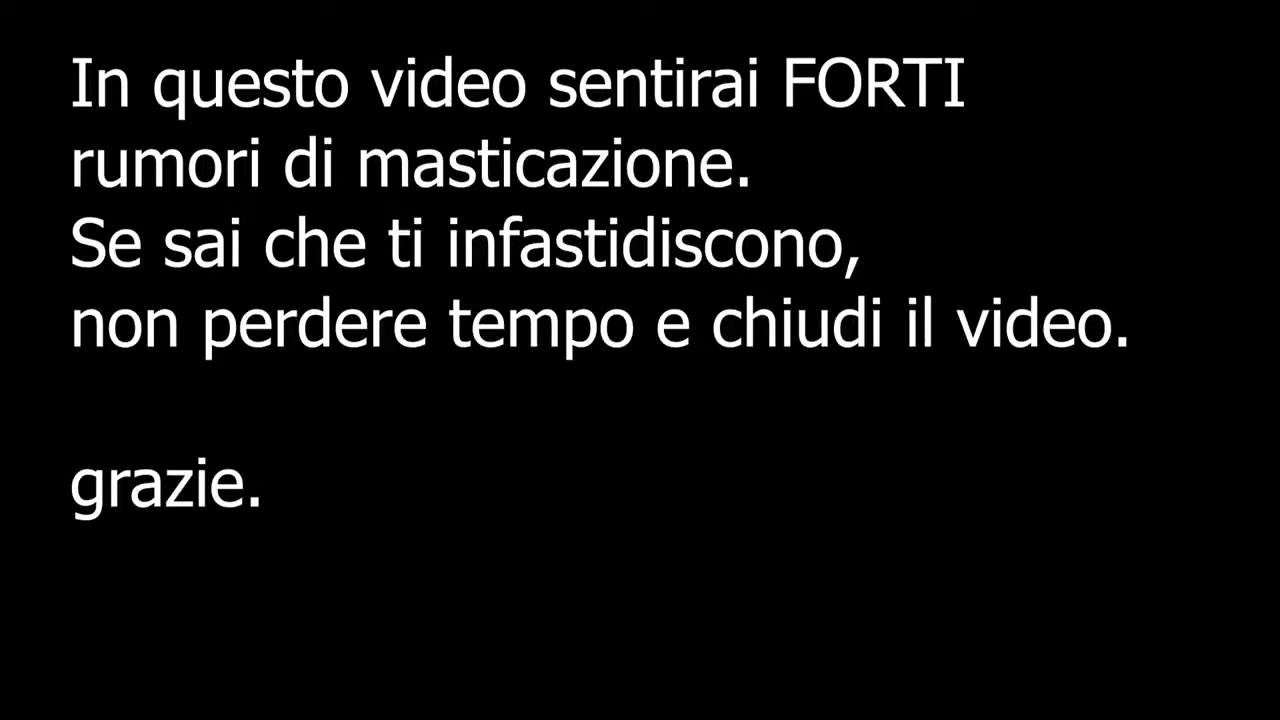 In questo video sentirai FORTI
rumori di masticazione.
Se sai che ti infastidiscono,
non perdere tempo e chiudi il video.
grazie.